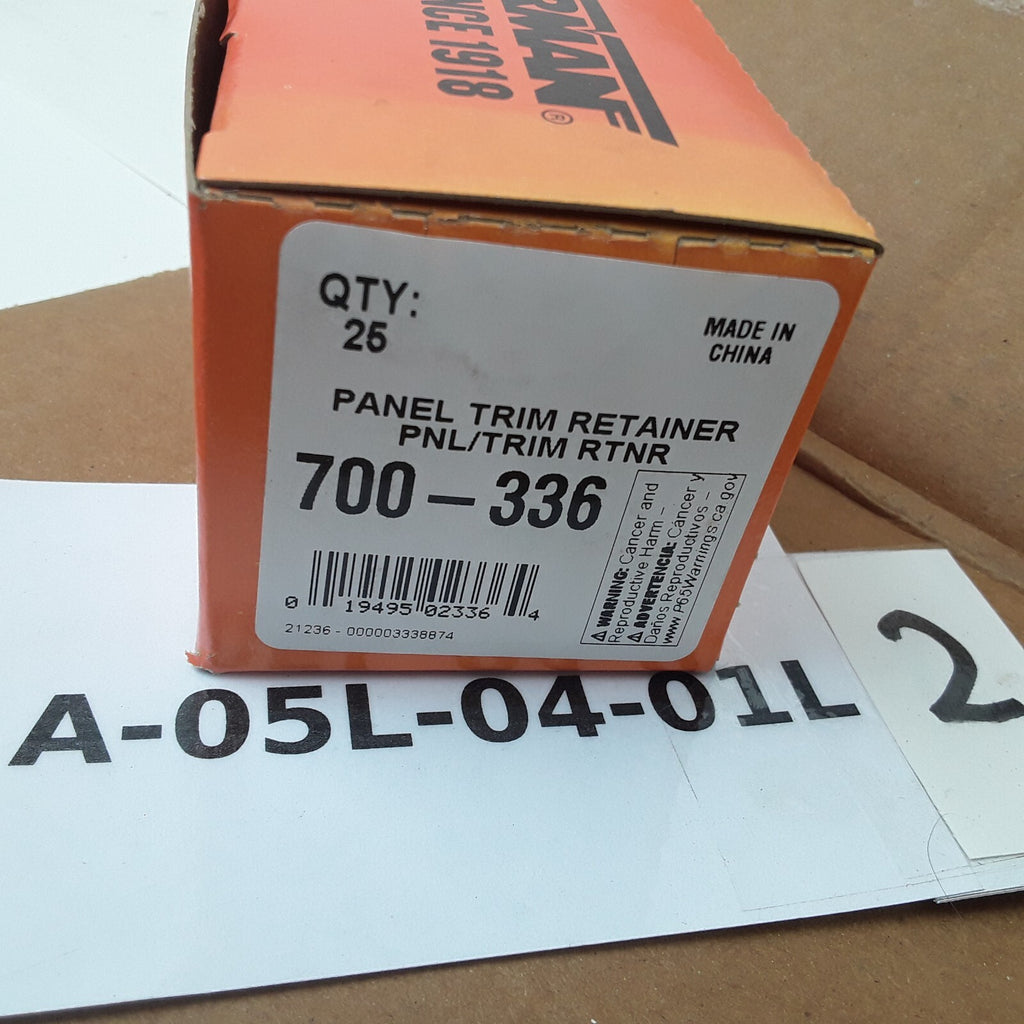 RMAN
®
NCE 1918
QTY:
25
MADE IN
CHINA
PANEL TRIM RETAINER
PNL/TRIM RTNR
700-336
⚠ WARNING: Cancer and
Reproductive Harm -
⚠ ADVERTENCIA: Cáncer y
Daños Reproductivos -
www.P65Warnings.ca.gov
0 19495 02336 4
21236 - 000003338874
A-05L-04-01L
2